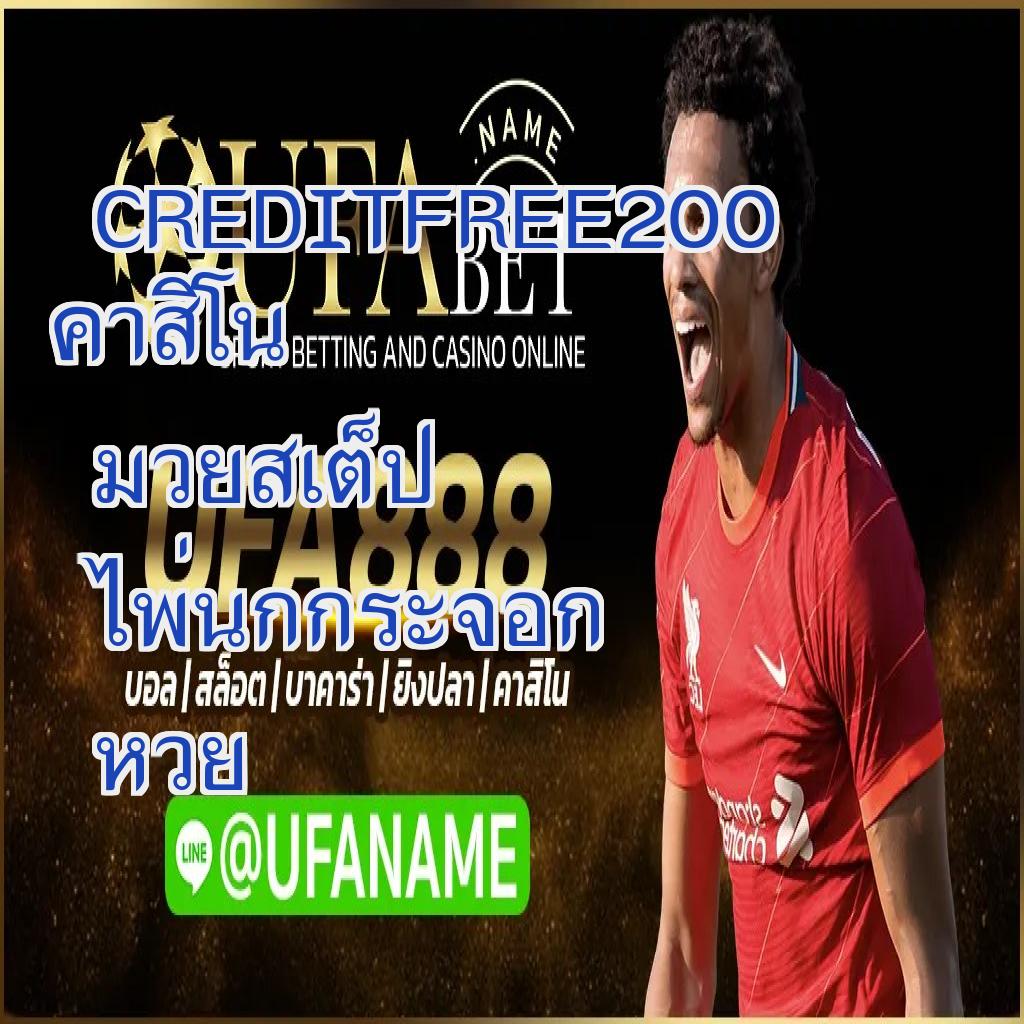 .NAME
UFA
BET
CREDITFREE200
คาสิโน
BETTING AND CASINO ONLINE
มวยสเต็ป
UFA888
ไพ่นกกระจอก
บอล|สล็อต|บาคาร่า|ยิงปลา|คาสิโน
หวย
LINE @UFANAME